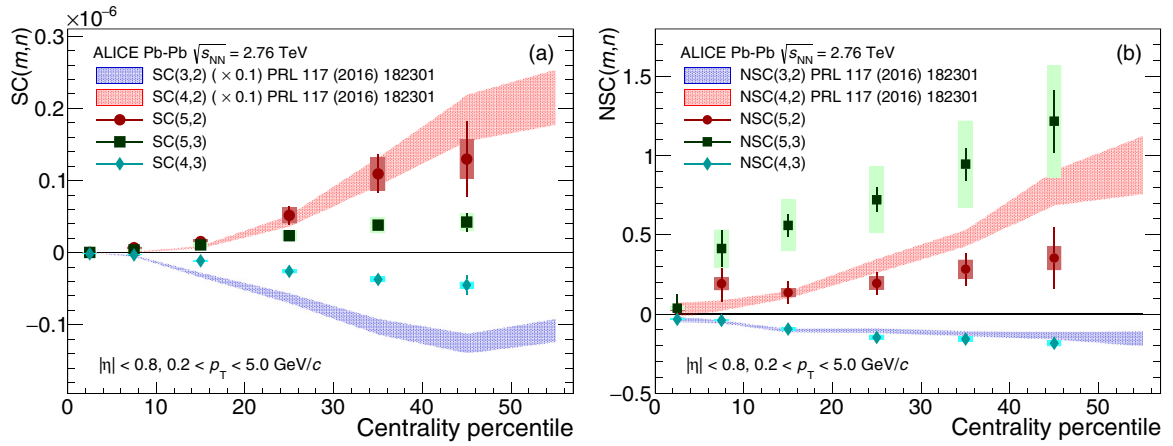 ×10⁻⁶
SC(m,n)
0.3
0.2
0.1
0
−0.1
ALICE Pb-Pb √sNN = 2.76 TeV
(a)
SC(3,2) (×0.1) PRL 117 (2016) 182301
SC(4,2) (×0.1) PRL 117 (2016) 182301
SC(5,2)
SC(5,3)
SC(4,3)
|η| < 0.8, 0.2 < pT < 5.0 GeV/c
0 10 20 30 40 50
Centrality percentile
NSC(m,n)
1.5
1
0.5
0
−0.5
ALICE Pb-Pb √sNN = 2.76 TeV
(b)
NSC(3,2) PRL 117 (2016) 182301
NSC(4,2) PRL 117 (2016) 182301
NSC(5,2)
NSC(5,3)
NSC(4,3)
|η| < 0.8, 0.2 < pT < 5.0 GeV/c
0 10 20 30 40 50
Centrality percentile